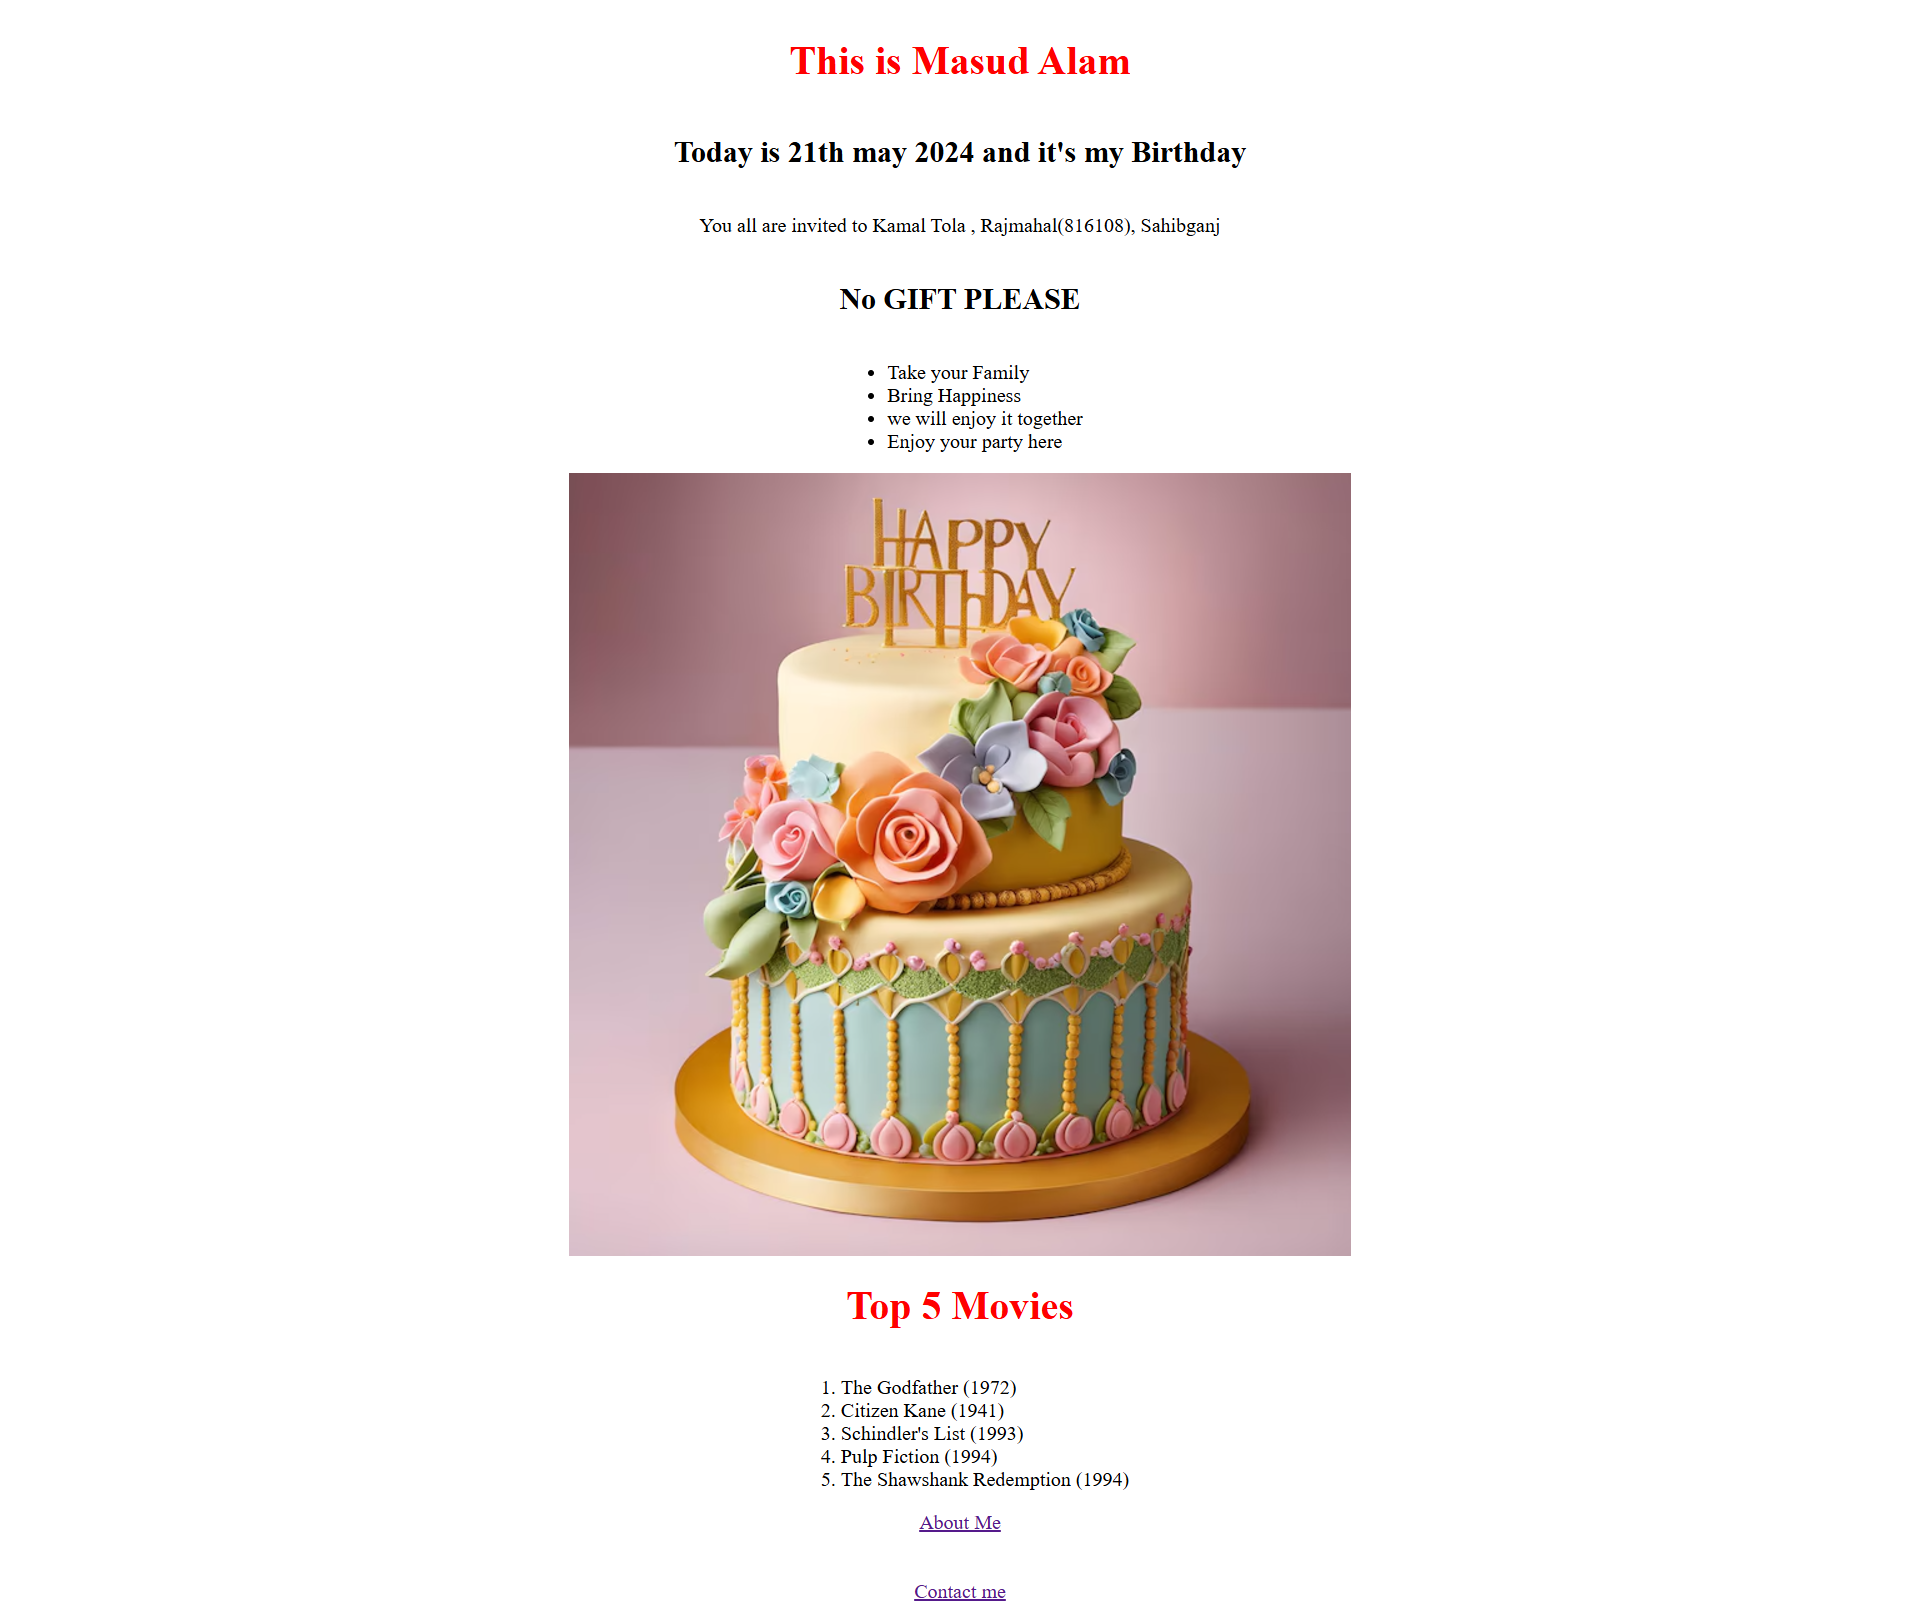 This is Masud Alam
Today is 21th may 2024 and it's my Birthday
You all are invited to Kamal Tola , Rajmahal(816108), Sahibganj
No GIFT PLEASE
• Take your Family
• Bring Happiness
• we will enjoy it together
• Enjoy your party here
HAPPY
BIRTHDAY
Top 5 Movies
1. The Godfather (1972)
2. Citizen Kane (1941)
3. Schindler's List (1993)
4. Pulp Fiction (1994)
5. The Shawshank Redemption (1994)
About Me
Contact me